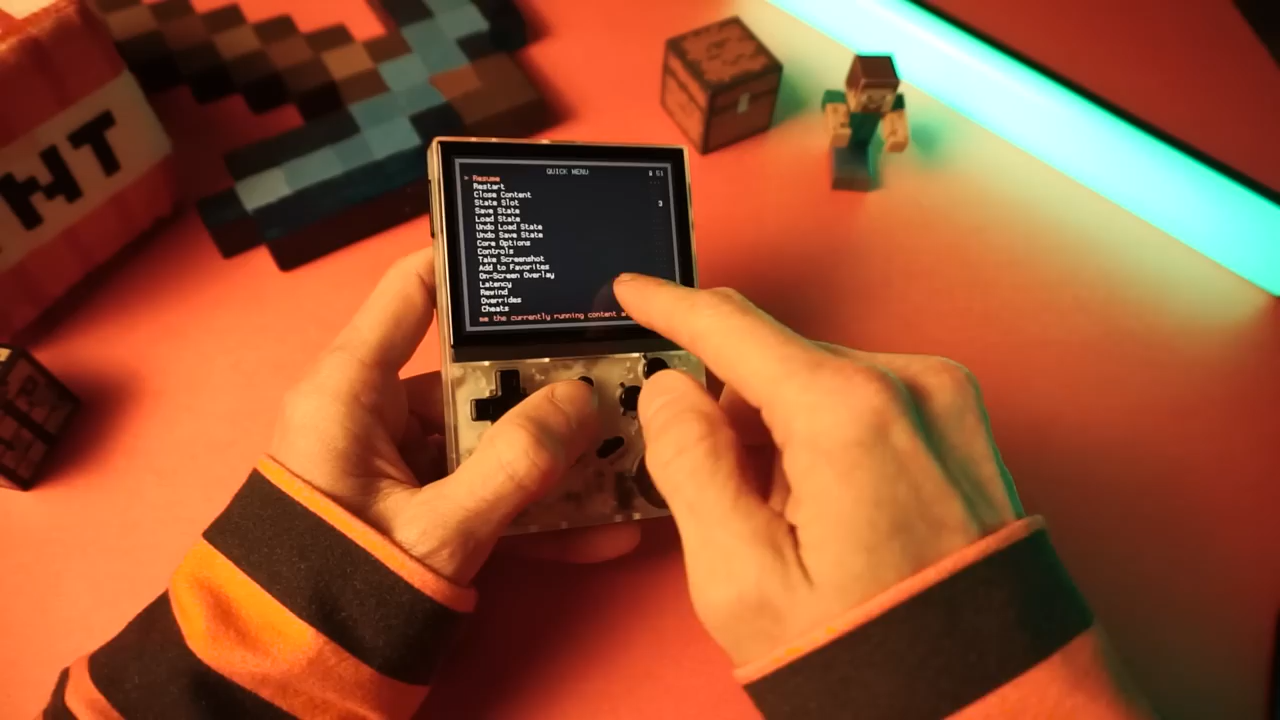 NT
QUICK MENU
51
> Resume
Restart
Close Content
State Slot
3
Save State
Load State
Undo Load State
Undo Save State
Core Options
Controls
Take Screenshot
Add to Favorites
On-Screen Overlay
Latency
Rewind
Overrides
Cheats
me the currently running content a